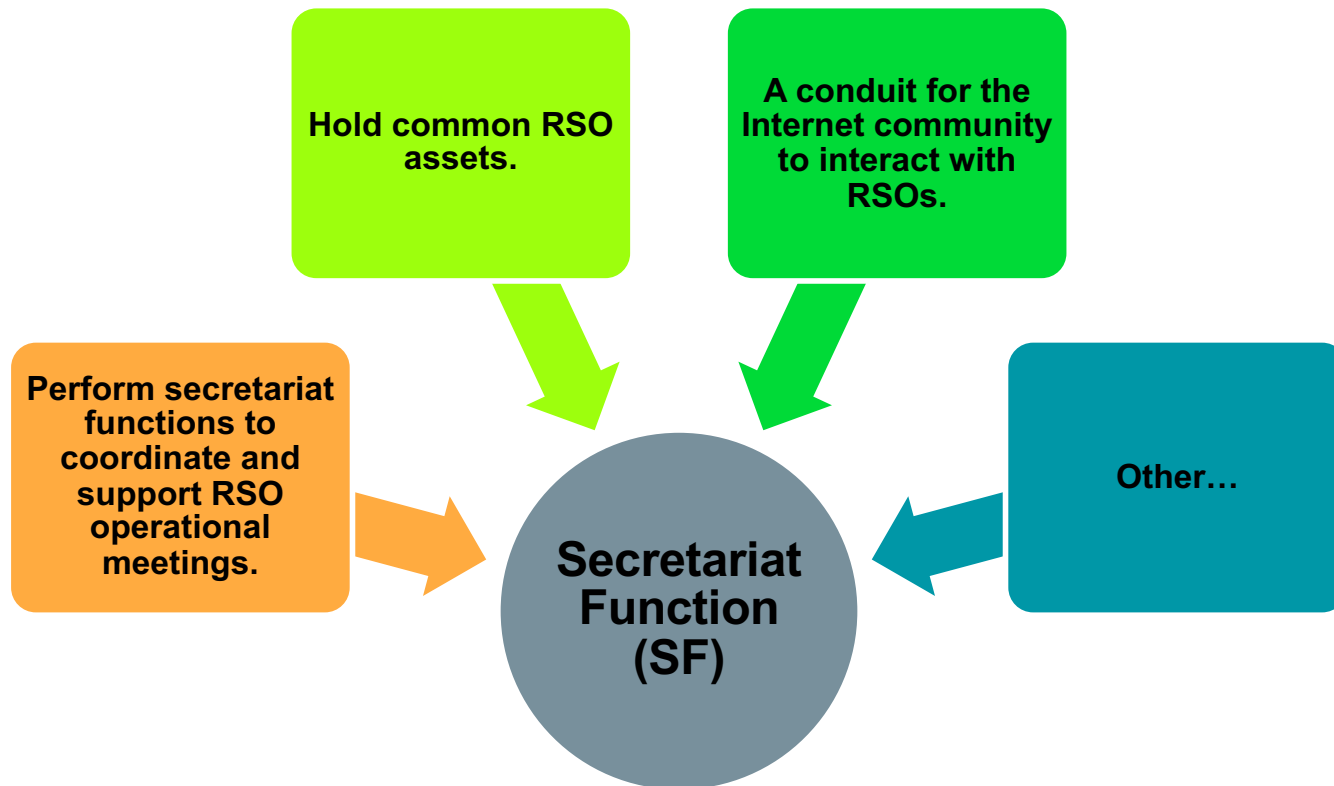 Hold common RSO
assets.
A conduit for the
Internet community
to interact with
RSOs.
Perform secretariat
functions to
coordinate and
support RSO
operational
meetings.
Other…
Secretariat
Function
(SF)